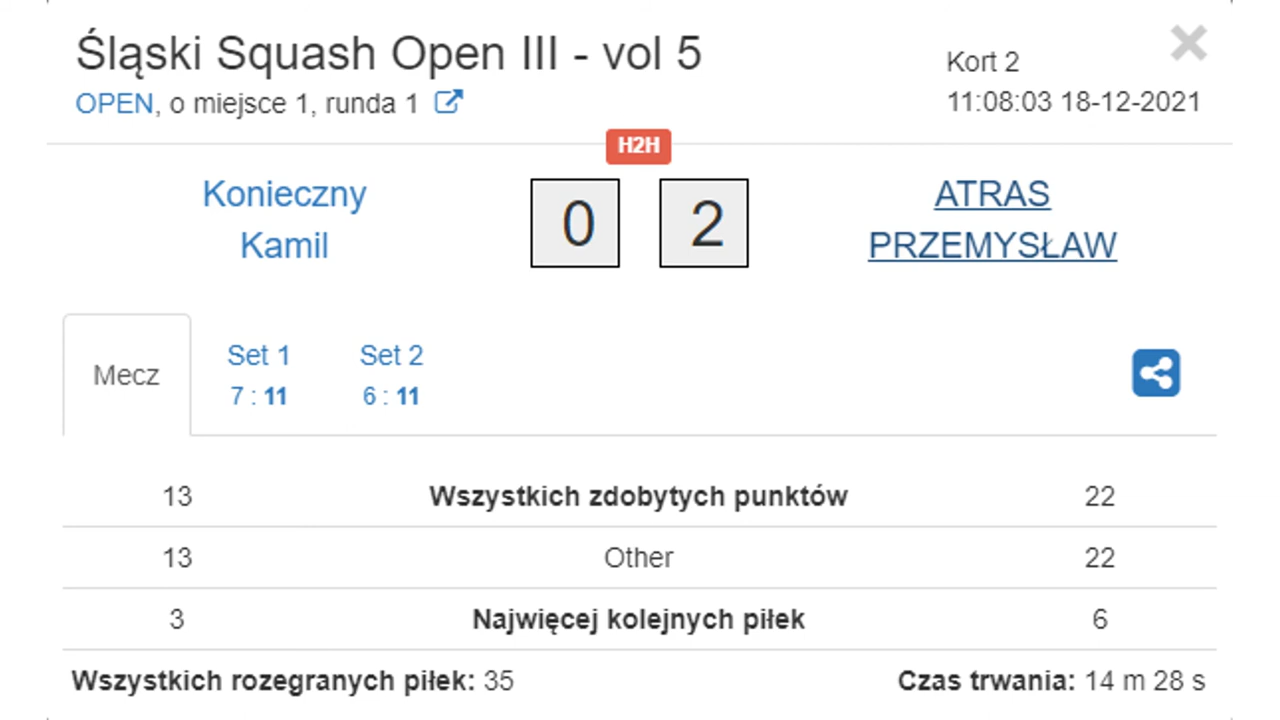 Śląski Squash Open III - vol 5
OPEN, o miejsce 1, runda 1
Kort 2
11:08:03 18-12-2021
H2H
Konieczny
Kamil
0 2
ATRAS
PRZEMYSŁAW
Mecz
Set 1
7 : 11
Set 2
6 : 11
13 Wszystkich zdobytych punktów 22
13 Other 22
3 Najwięcej kolejnych piłek 6
Wszystkich rozegranych piłek: 35
Czas trwania: 14 m 28 s